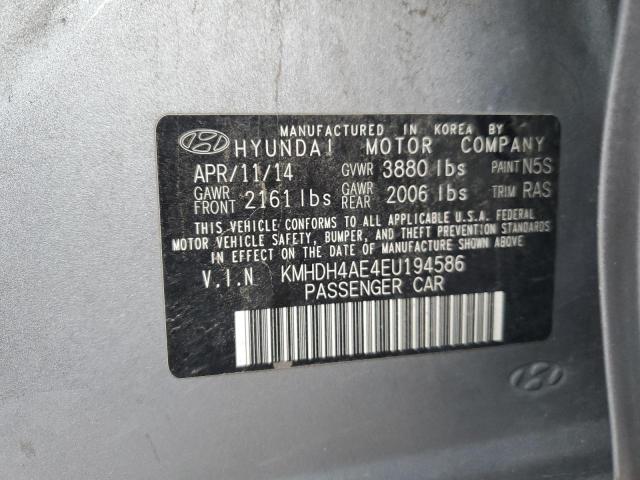 MANUFACTURED IN KOREA BY
HYUNDAI MOTOR COMPANY
APR/11/14 GVWR 3880 lbs PAINT N5S
GAWR FRONT 2161 lbs GAWR REAR 2006 lbs TRIM RAS
THIS VEHICLE CONFORMS TO ALL APPLICABLE U.S.A. FEDERAL
MOTOR VEHICLE SAFETY, BUMPER, AND THEFT PREVENTION STANDARDS
IN EFFECT ON THE DATE OF MANUFACTURE SHOWN ABOVE.
V.I.N KMHDH4AE4EU194586
PASSENGER CAR